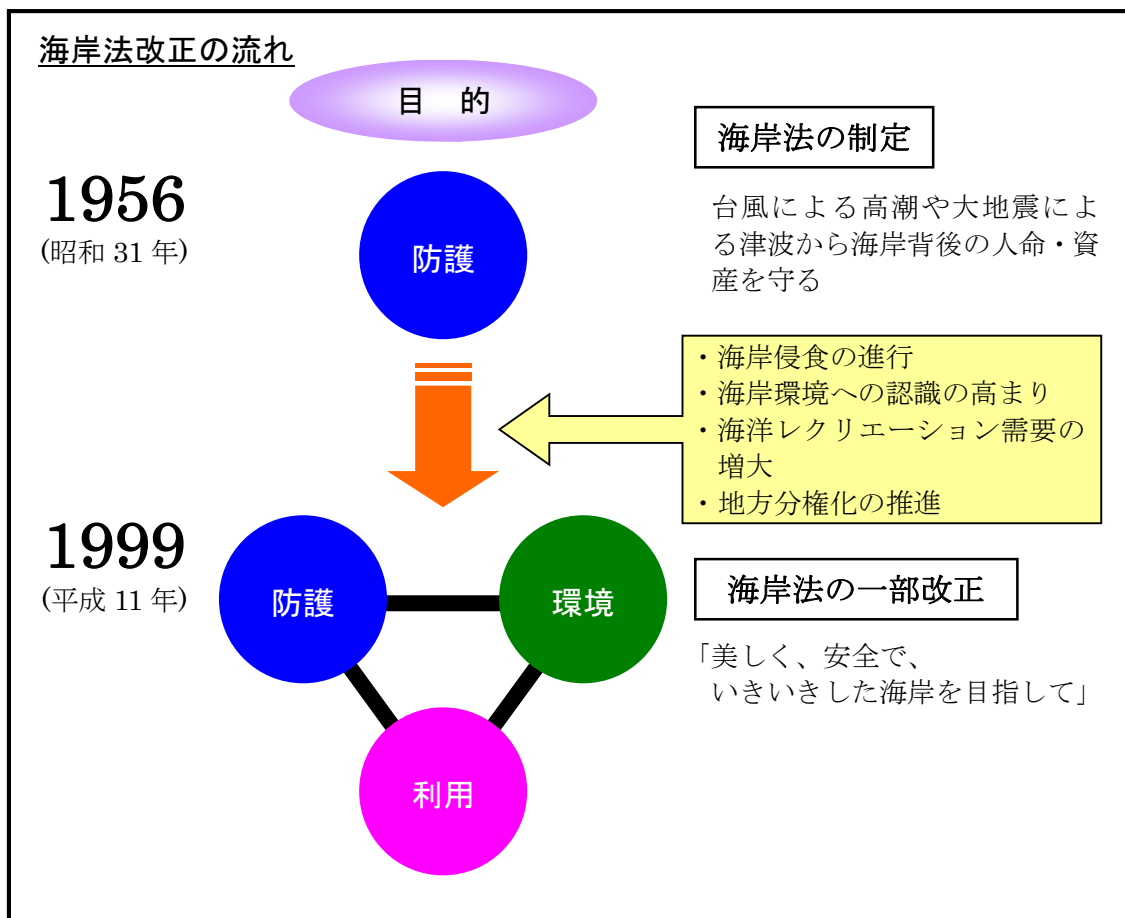 海岸法改正の流れ
目 的
1956
(昭和 31 年)
防護
海岸法の制定
台風による高潮や大地震によ
る津波から海岸背後の人命・資
産を守る
・海岸侵食の進行
・海岸環境への認識の高まり
・海洋レクリエーション需要の
増大
・地方分権化の推進
1999
(平成 11 年)
防護
環境
利用
海岸法の一部改正
「美しく、安全で、
いきいきした海岸を目指して」